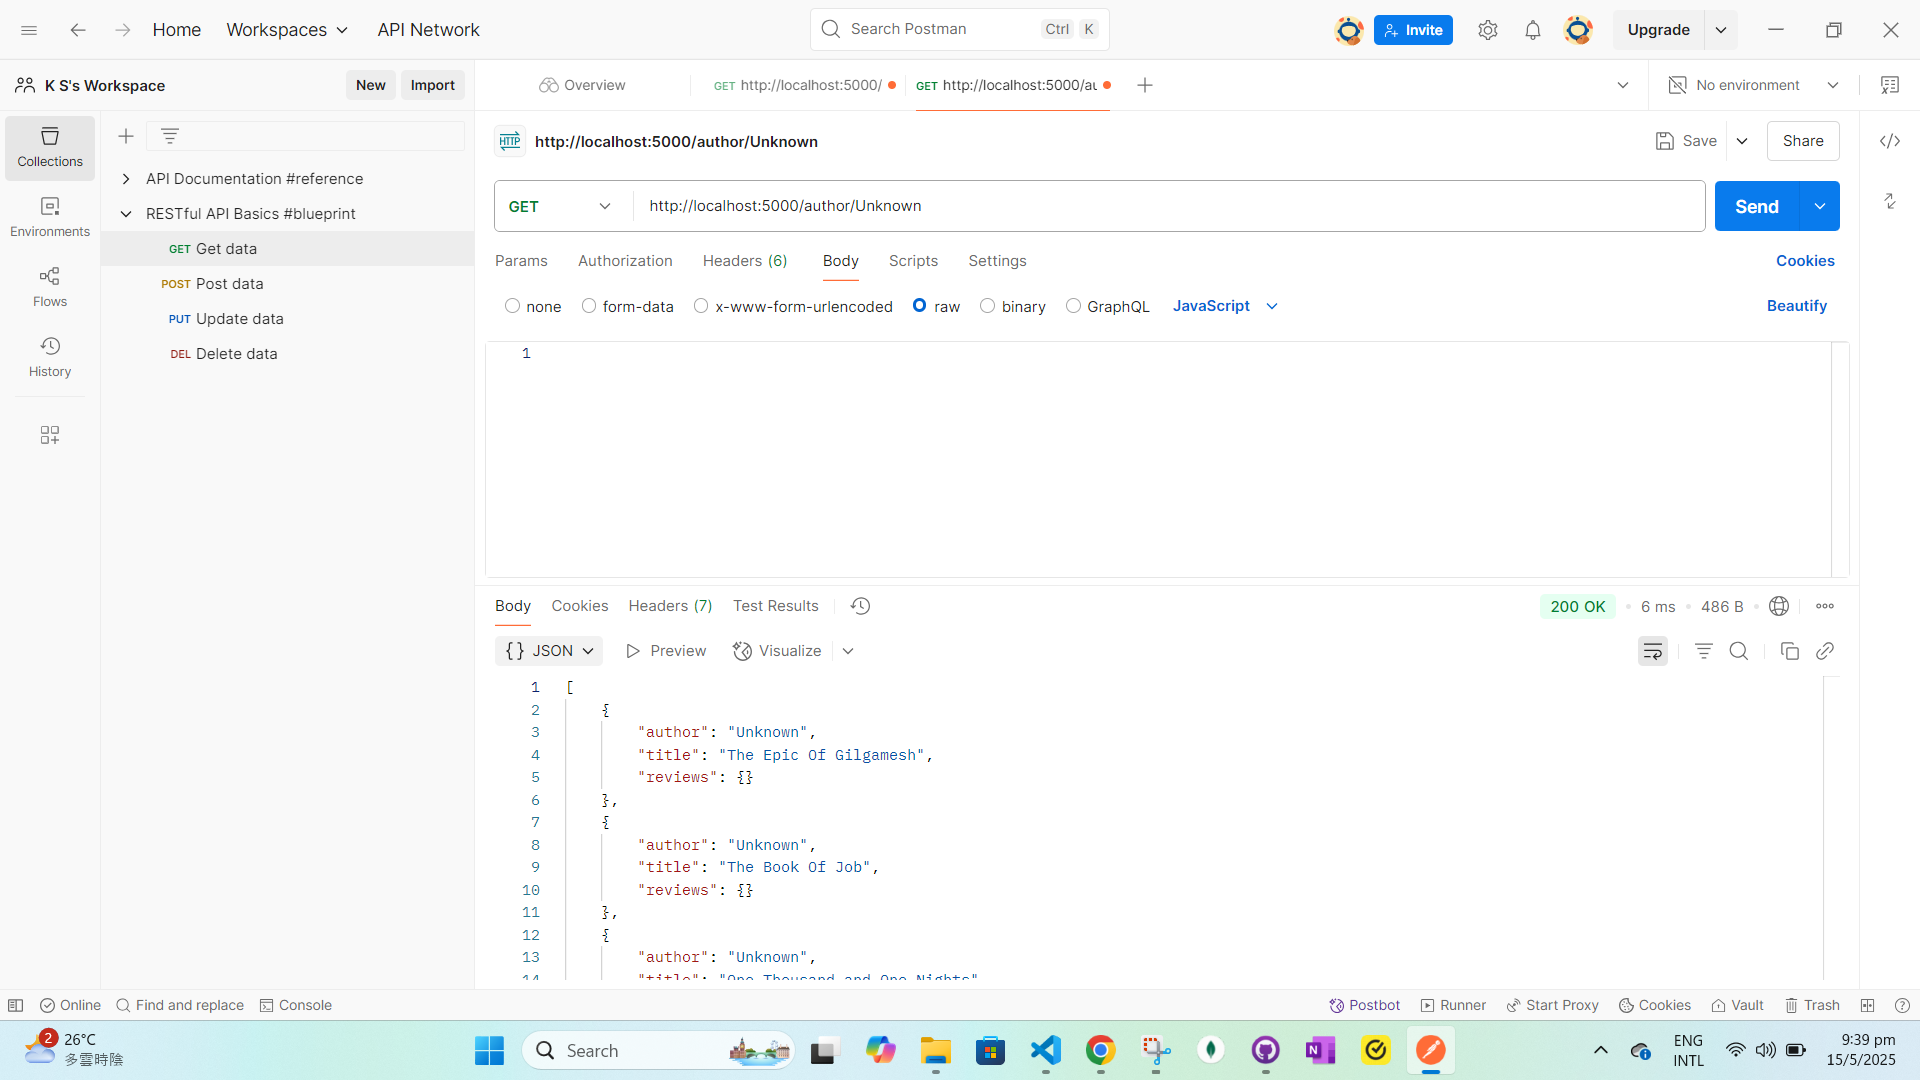 Home Workspaces API Network Search Postman Ctrl K Invite Upgrade
K S's Workspace New Import Overview GET http://localhost:5000/ GET http://localhost:5000/au No environment
Collections
Environments
Flows
History
API Documentation #reference
RESTful API Basics #blueprint
GET Get data
POST Post data
PUT Update data
DEL Delete data
HTTP http://localhost:5000/author/Unknown Save Share
GET http://localhost:5000/author/Unknown Send
Params Authorization Headers (6) Body Scripts Settings Cookies
none form-data x-www-form-urlencoded raw binary GraphQL JavaScript Beautify
1
Body Cookies Headers (7) Test Results 200 OK 6 ms 486 B
{} JSON Preview Visualize
1 [
2 {
3 "author": "Unknown",
4 "title": "The Epic Of Gilgamesh",
5 "reviews": {}
6 },
7 {
8 "author": "Unknown",
9 "title": "The Book Of Job",
10 "reviews": {}
11 },
12 {
13 "author": "Unknown",
14 "title": "One Thousand and One Nights"
Online Find and replace Console Postbot Runner Start Proxy Cookies Vault Trash
2 26°C
多雲時陰
Search
ENG
INTL
9:39 pm
15/5/2025